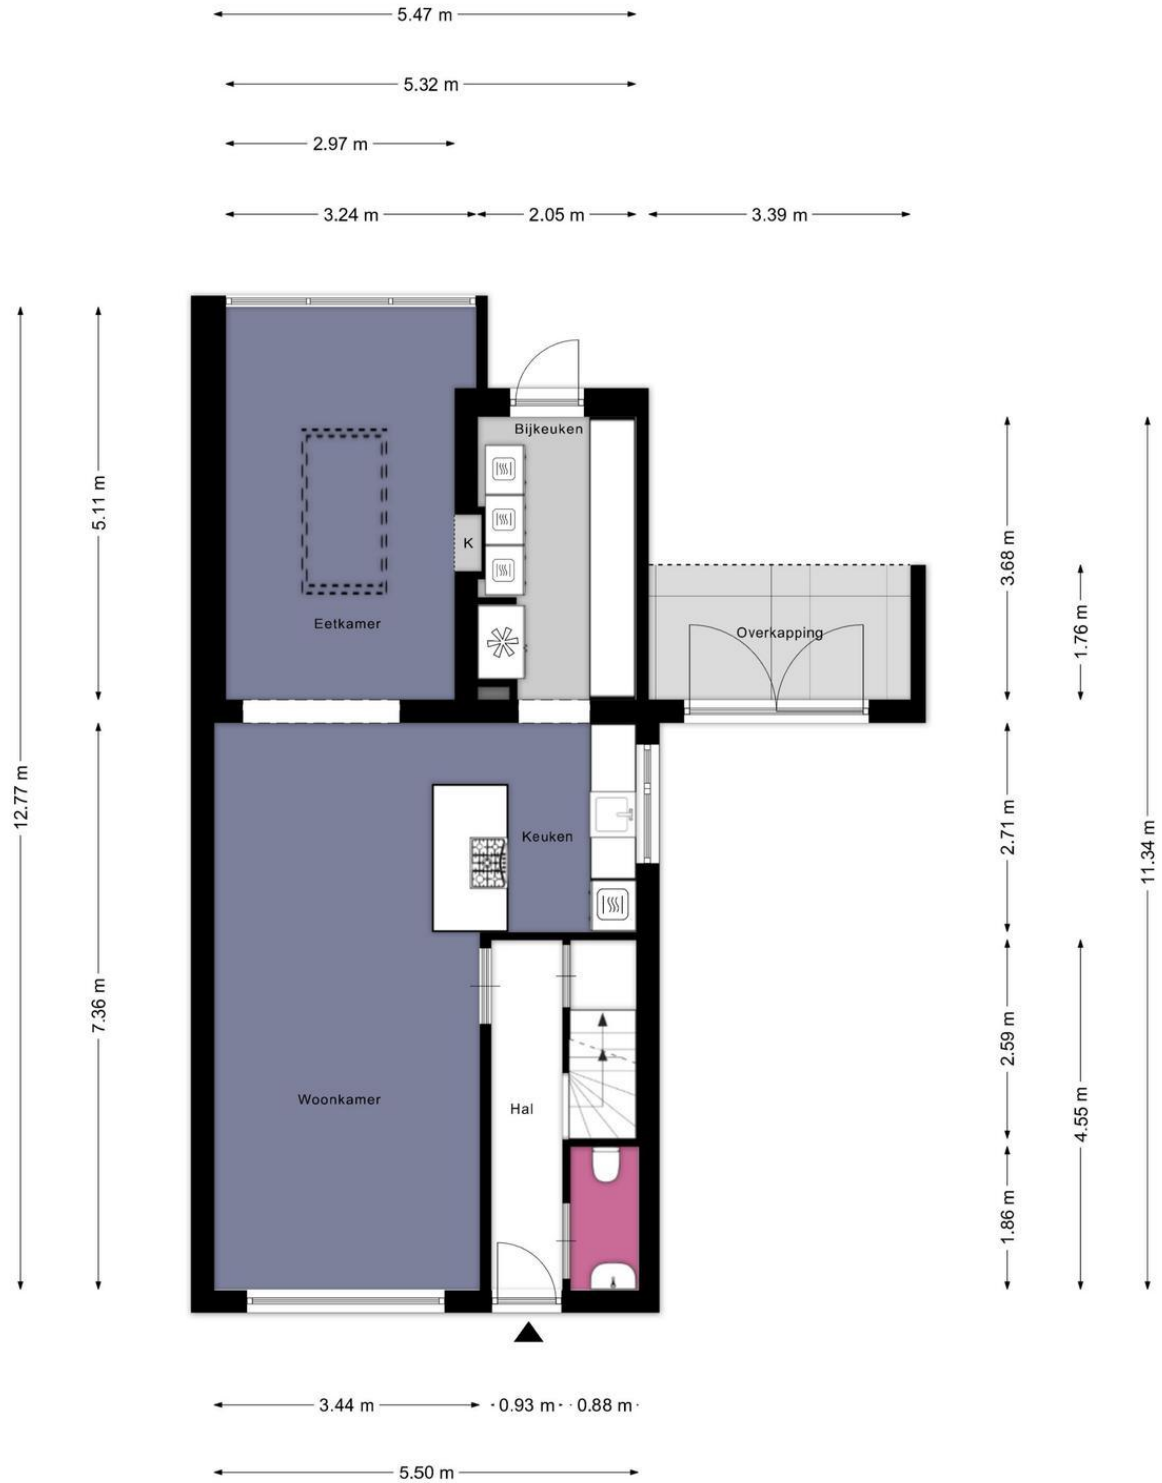 5.47 m
5.32 m
2.97 m
3.24 m
2.05 m
3.39 m
12.77 m
5.11 m
7.36 m
Bijkeuken
K
Eetkamer
Overkapping
Keuken
Woonkamer
Hal
3.68 m
1.76 m
2.71 m
11.34 m
2.59 m
4.55 m
1.86 m
3.44 m
0.93 m
0.88 m
5.50 m